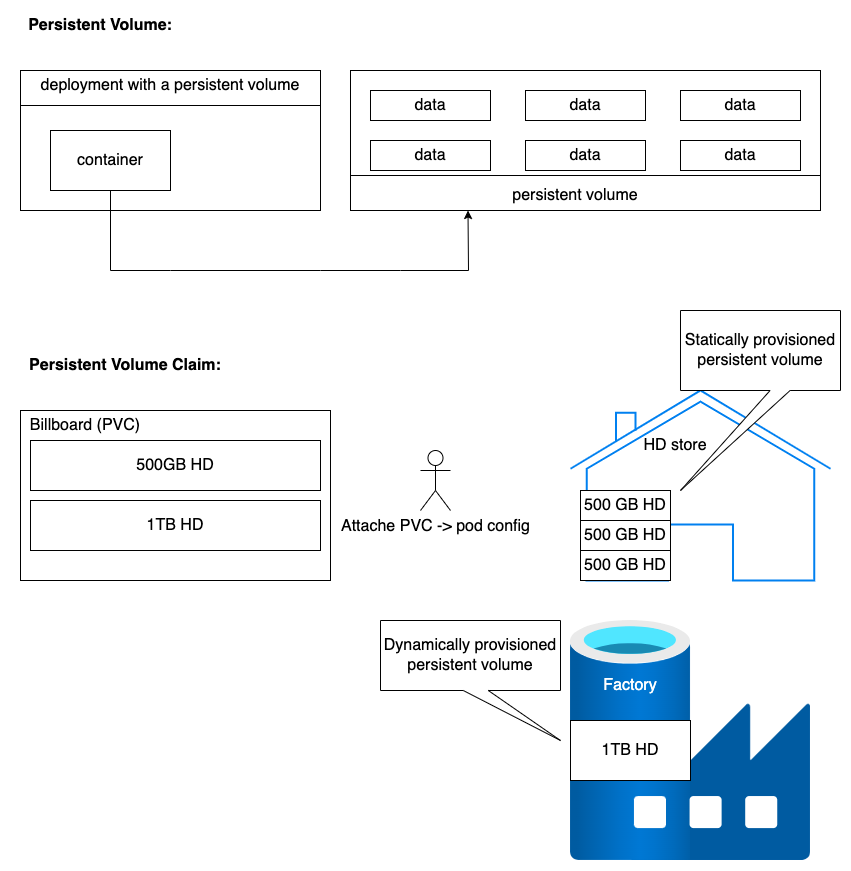 Persistent Volume:
deployment with a persistent volume
container
data
data
data
data
data
data
persistent volume
Persistent Volume Claim:
Billboard (PVC)
500GB HD
1TB HD
Attache PVC -> pod config
Statically provisioned
persistent volume
HD store
500 GB HD
500 GB HD
500 GB HD
Dynamically provisioned
persistent volume
Factory
1TB HD